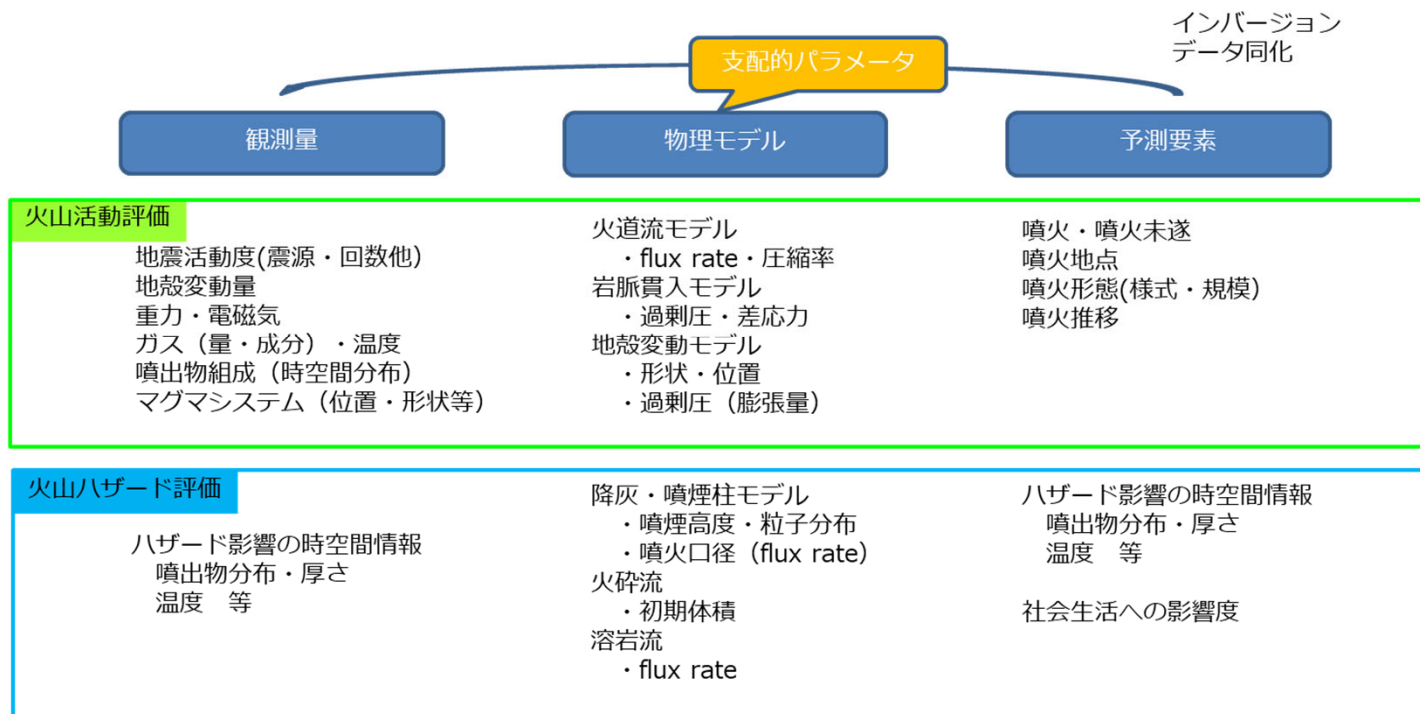 インバージョン
データ同化
支配的パラメータ
観測量
物理モデル
予測要素
火山活動評価
地震活動度(震源・回数他)
地殻変動量
重力・電磁気
ガス（量・成分）・温度
噴出物組成（時空間分布）
マグマシステム（位置・形状等）
火道流モデル
・flux rate・圧縮率
岩脈貫入モデル
・過剰圧・差応力
地殻変動モデル
・形状・位置
・過剰圧（膨張量）
噴火・噴火未遂
噴火地点
噴火形態(様式・規模)
噴火推移
火山ハザード評価
ハザード影響の時空間情報
噴出物分布・厚さ
温度　等
降灰・噴煙柱モデル
・噴煙高度・粒子分布
・噴火口径（flux rate）
火砕流
・初期体積
溶岩流
・flux rate
ハザード影響の時空間情報
噴出物分布・厚さ
温度　等
社会生活への影響度